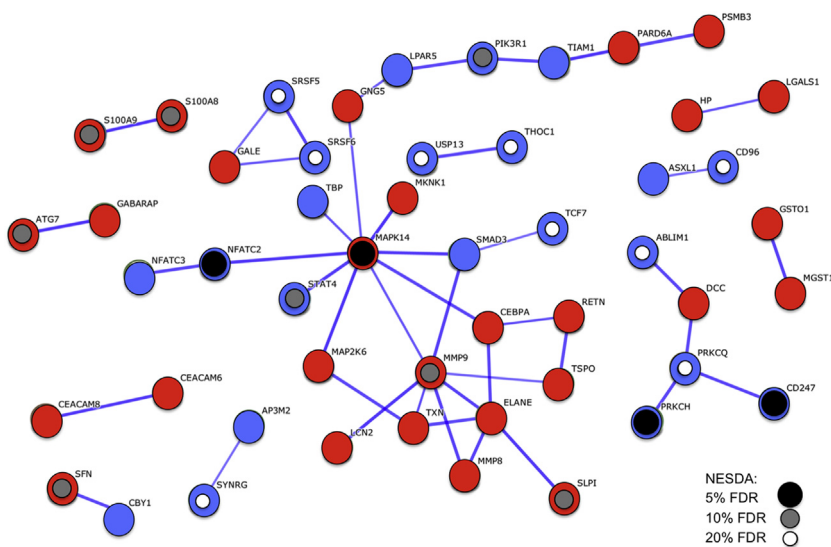 PSMB3
PARD6A
PIK3R1
TIAM1
LPAR5
SRSF5
GNG5
LGALS1
HP
S100A8
S100A9
SRSF6
USP13
THOC1
GALE
CD96
ASXL1
TBP
MKNK1
GABARAP
ATG7
TCF7
GSTO1
MAPK14
NFATC2
SMAD3
ABLIM1
NFATC3
MGST1
STAT4
DCC
CEBPA
RETN
MAP2K6
MMP9
TSPO
PRKCQ
CD247
CEACAM6
CEACAM8
PRKCH
AP3M2
TXN
ELANE
LCN2
MMP8
SFN
SYNRG
CBY1
SLPI
NESDA:
5% FDR
10% FDR
20% FDR